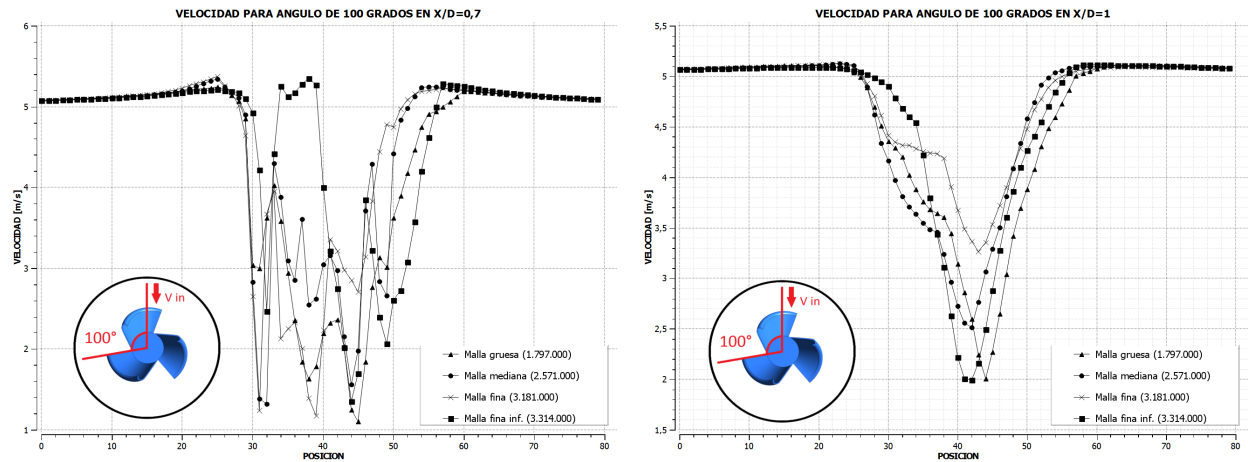 VELOCIDAD PARA ANGULO DE 100 GRADOS EN X/D=0,7
6
5
4
3
2
1
VELOCIDAD [m/s]
V in
100°
Malla gruesa (1.797.000)
Malla mediana (2.571.000)
Malla fina (3.181.000)
Malla fina inf. (3.314.000)
0 10 20 30 40 50 60 70 80
POSICION
VELOCIDAD PARA ANGULO DE 100 GRADOS EN X/D=1
5,5
5
4,5
4
3,5
3
2,5
2
1,5
VELOCIDAD [m/s]
V in
100°
Malla gruesa (1.797.000)
Malla mediana (2.571.000)
Malla fina (3.181.000)
Malla fina inf. (3.314.000)
0 10 20 30 40 50 60 70 80
POSICION